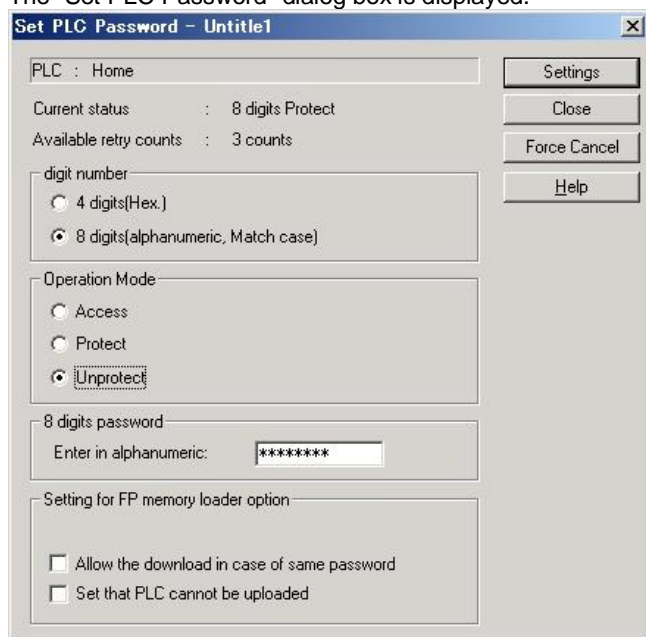 The "Set PLC Password" dialog box is displayed.
Set PLC Password - Untitle1
PLC : Home
Settings
Current status : 8 digits Protect
Close
Available retry counts : 3 counts
Force Cancel
digit number
Help
4 digits(Hex.)
8 digits(alphanumeric, Match case)
Operation Mode
Access
Protect
Unprotect
8 digits password
Enter in alphanumeric: ********
Setting for FP memory loader option
Allow the download in case of same password
Set that PLC cannot be uploaded